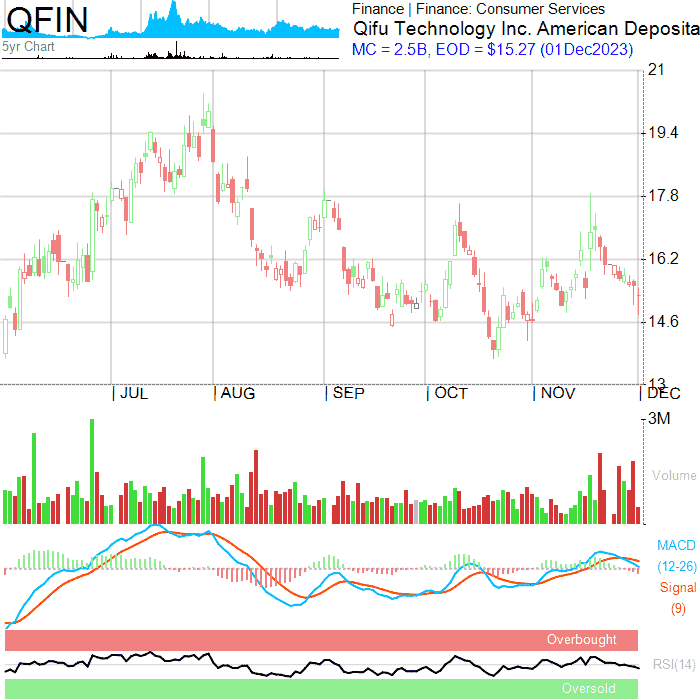 QFIN
5yr Chart
Finance | Finance: Consumer Services
Qifu Technology Inc. American Deposita
MC = 2.5B, EOD = $15.27 (01Dec2023)
21
19.4
17.8
16.2
14.6
13
| JUL | AUG | SEP | OCT | NOV | DEC
3M
Volume
MACD
(12-26)
Signal
(9)
Overbought
RSI(14)
Oversold